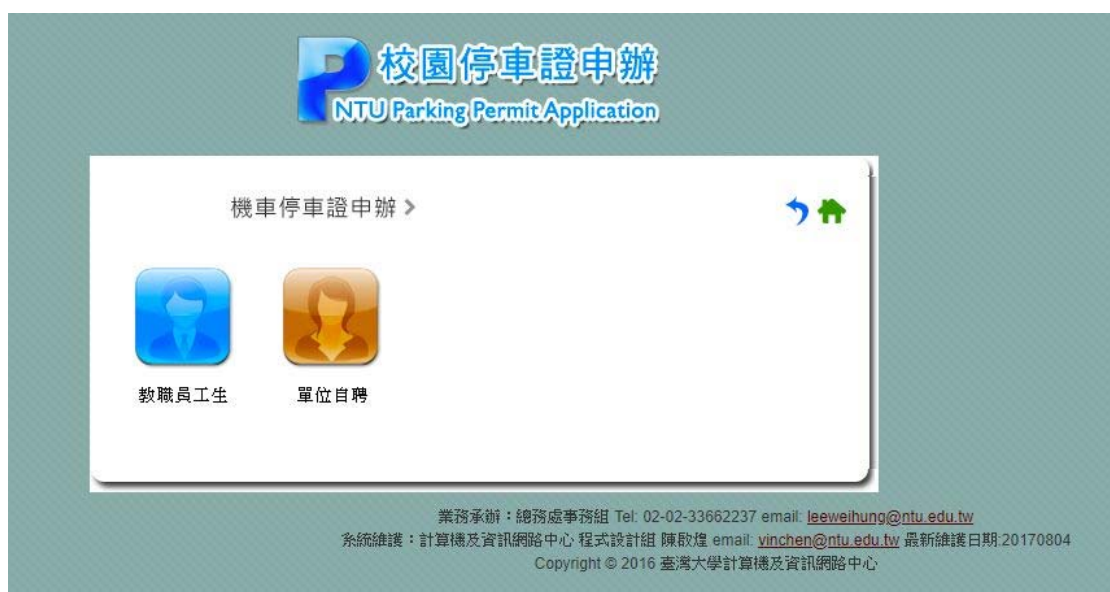 校園停車證申辦
NTU Parking Permit Application
機車停車證申辦 >
教職員工生
單位自聘
業務承辦：總務處事務組 Tel: 02-02-33662237 email: leeweihung@ntu.edu.tw
系統維護：計算機及資訊網路中心 程式設計組 陳啟煌 email: vinchen@ntu.edu.tw 最新維護日期:20170804
Copyright © 2016 臺灣大學計算機及資訊網路中心